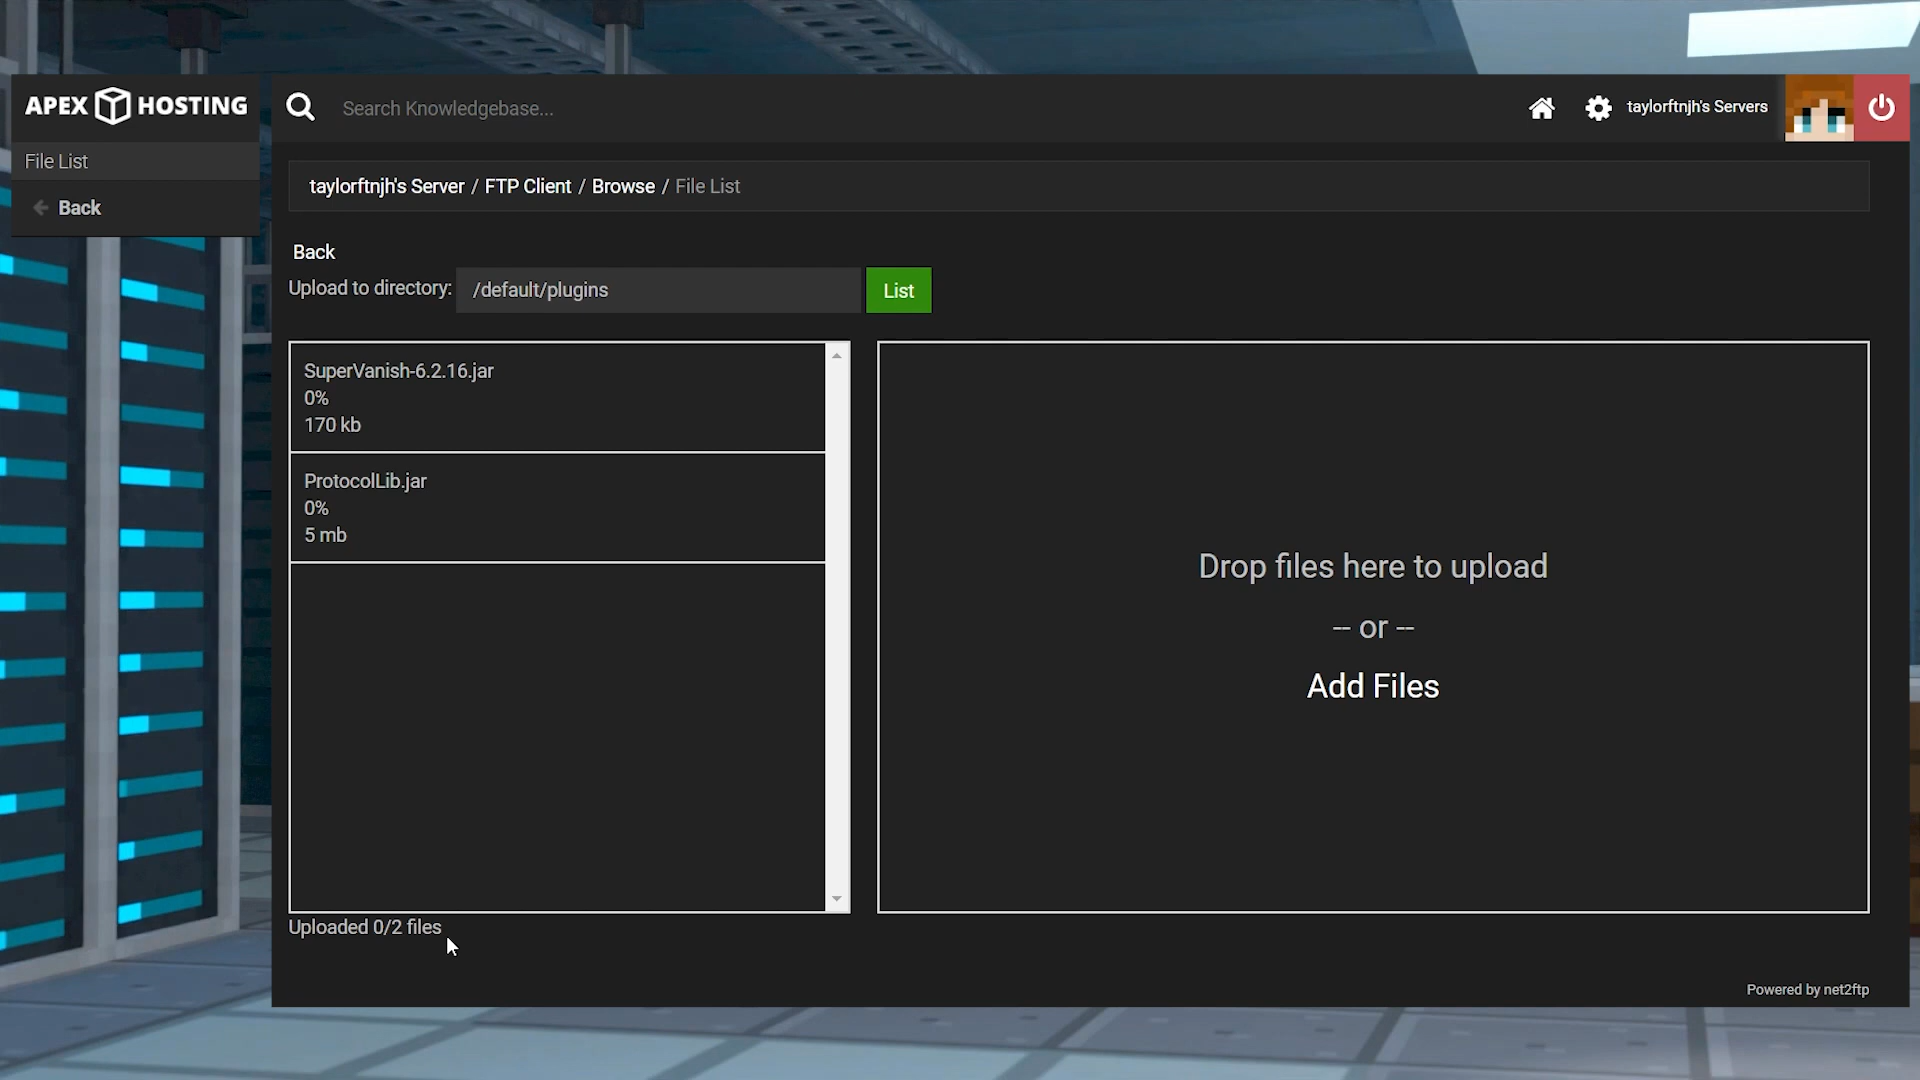 APEX HOSTING
Search Knowledgebase...
taylorftnjh's Servers
File List
Back
taylorftnjh's Server / FTP Client / Browse / File List
Back
Upload to directory: /default/plugins List
SuperVanish-6.2.16.jar
0%
170 kb
ProtocolLib.jar
0%
5 mb
Drop files here to upload
-- or --
Add Files
Uploaded 0/2 files
Powered by net2ftp